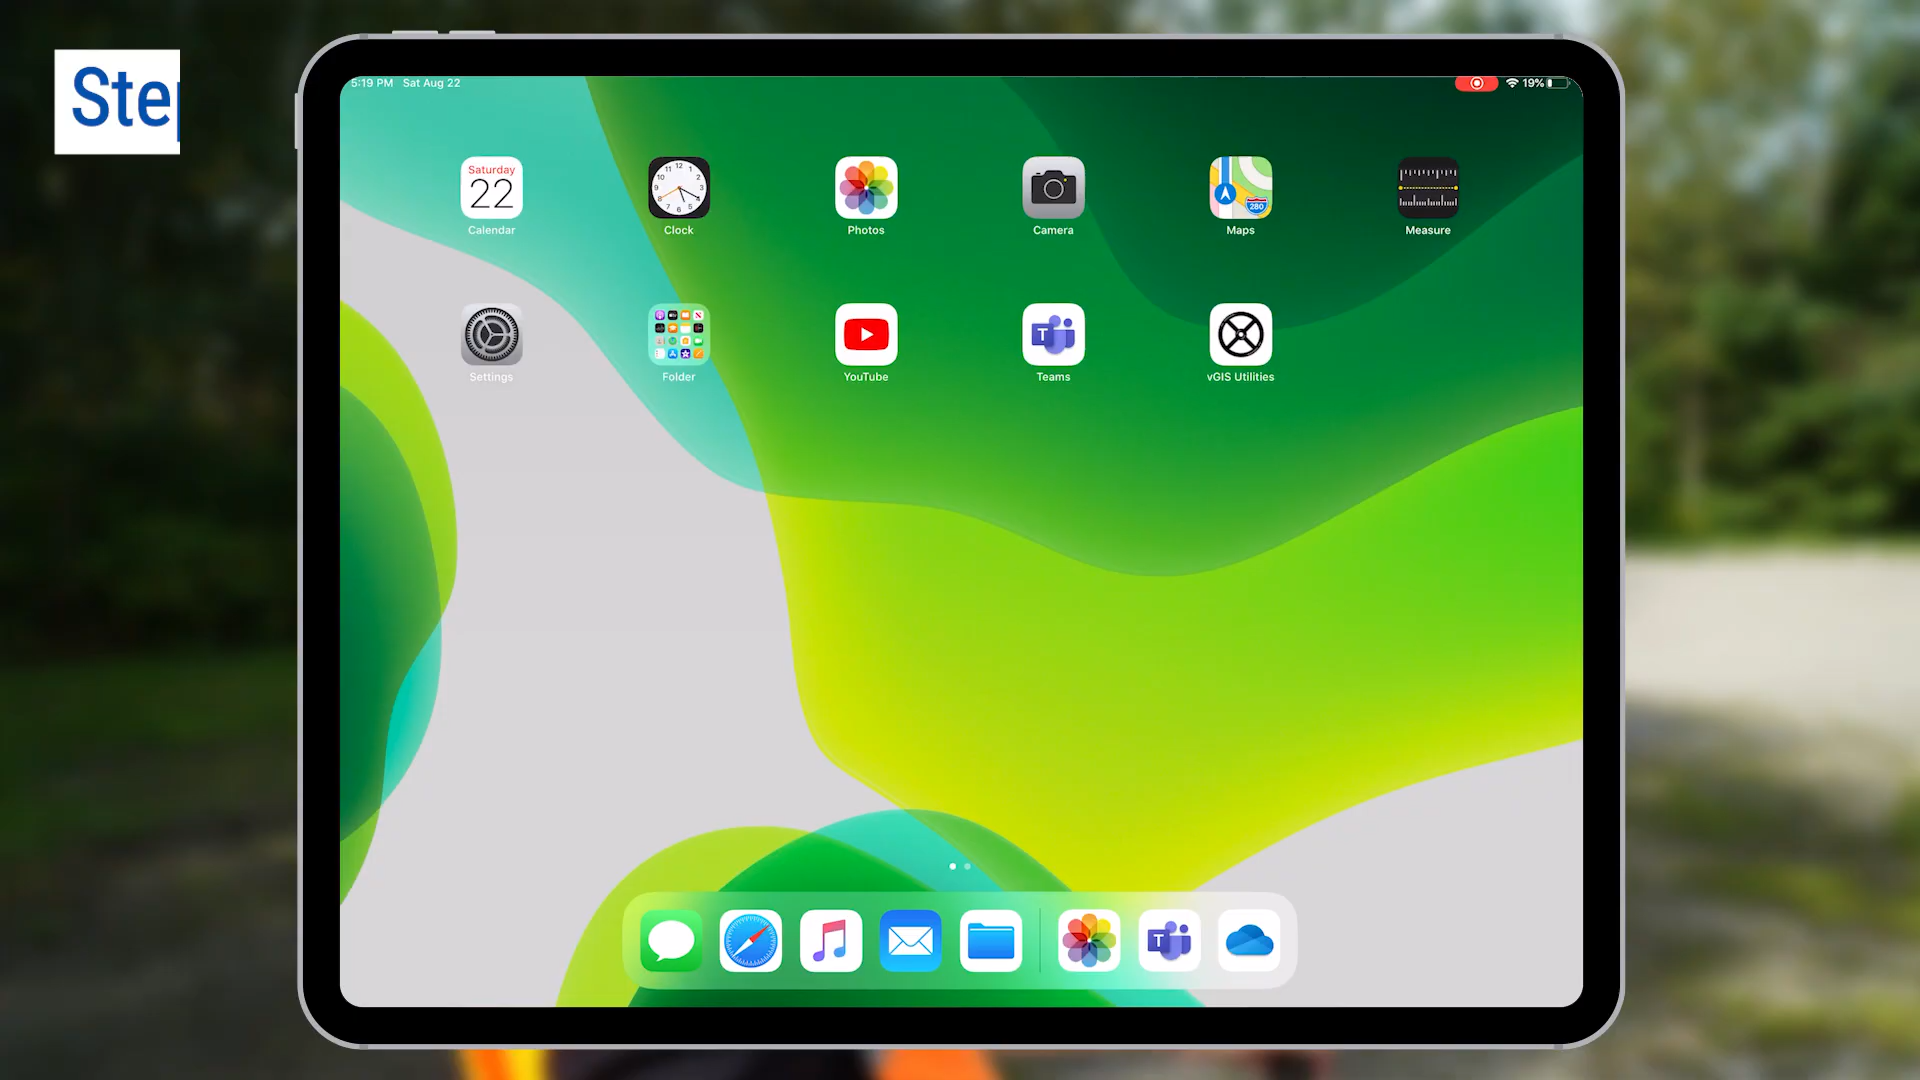 Ste
5:19 PM Sat Aug 22
19%
Saturday
22
Calendar
Clock
Photos
Camera
280
Maps
Measure
Settings
Folder
YouTube
T
Teams
vGIS Utilities
T